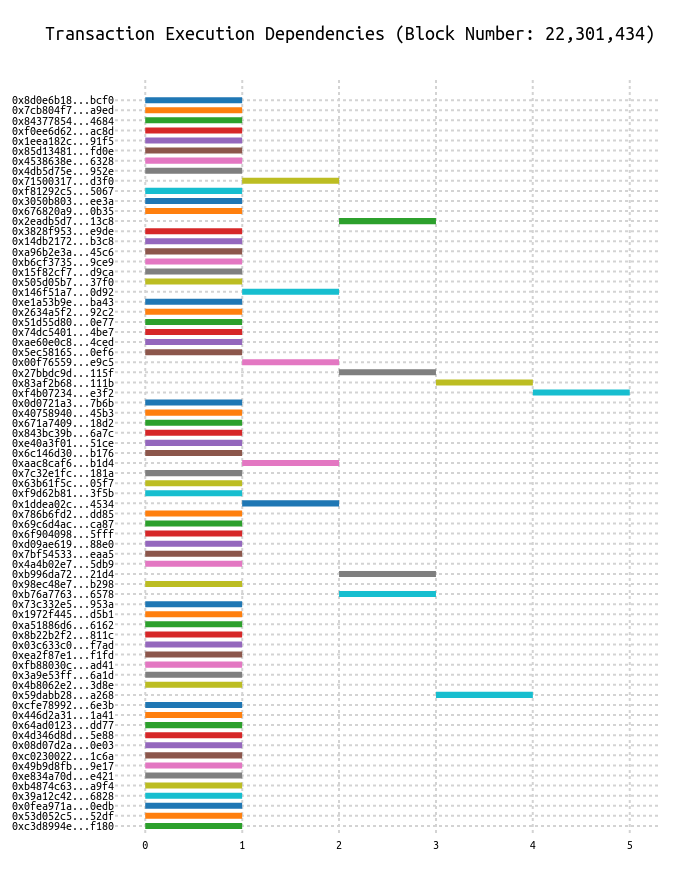 Transaction Execution Dependencies (Block Number: 22,301,434)
0x8d0e6b18...bcf0
0x7cb804f7...a9ed
0x84377854...4684
0xf0ee6d62...ac8d
0x1eea182c...91f5
0x85d13481...fd0e
0x4538638e...6328
0x4db5d75e...952e
0x71500317...d3f0
0xf81292c5...5067
0x3050b803...ee3a
0x676820a9...0b35
0x2eadb5d7...13c8
0x3828f953...e9de
0x14db2172...b3c8
0xa96b2e3a...45c6
0xb6cf3735...9ce9
0x15f82cf7...d9ca
0x505d05b7...37f0
0x146f51a7...0d92
0xe1a53b9e...ba43
0x2634a5f2...92c2
0x51d55d80...0e77
0x74dc5401...4be7
0xae60e0c8...4ced
0x5ec58165...0ef6
0x00f76559...e9c5
0x27bbdc9d...115f
0x83af2b68...111b
0xf4b07234...e3f2
0x0d0721a3...7b6b
0x40758940...45b3
0x671a7409...18d2
0x843bc39b...6a7c
0xe40a3f01...51ce
0x6c146d30...b176
0xaac8caf6...b1d4
0x7c32e1fc...181a
0x63b61f5c...05f7
0xf9d62b81...3f5b
0x1ddea02c...4534
0x786b6fd2...dd85
0x69c6d4ac...ca87
0x6f904098...5fff
0xd09ae619...88e0
0x7bf54533...eaa5
0x4a4b02e7...5db9
0xb996da72...21d4
0x98ec48e7...b298
0xb76a7763...6578
0x73c332e5...953a
0x1972f445...d5b1
0xa51886d6...6162
0x8b22b2f2...811c
0x03c633c0...f7ad
0xea2f87e1...f1fd
0xfb88030c...ad41
0x3a9e53ff...6a1d
0x4b8062e2...3d8e
0x59dabb28...a268
0xcfe78992...6e3b
0x446d2a31...1a41
0x64ad0123...dd77
0x4d346d8d...5e88
0x08d07d2a...0e03
0xc0230022...1c6a
0x49b9d8fb...9e17
0xe834a70d...e421
0xb4874c63...a9f4
0x39a12c42...6828
0x0fea971a...0edb
0x53d052c5...52df
0xc3d8994e...f180
0 1 2 3 4 5